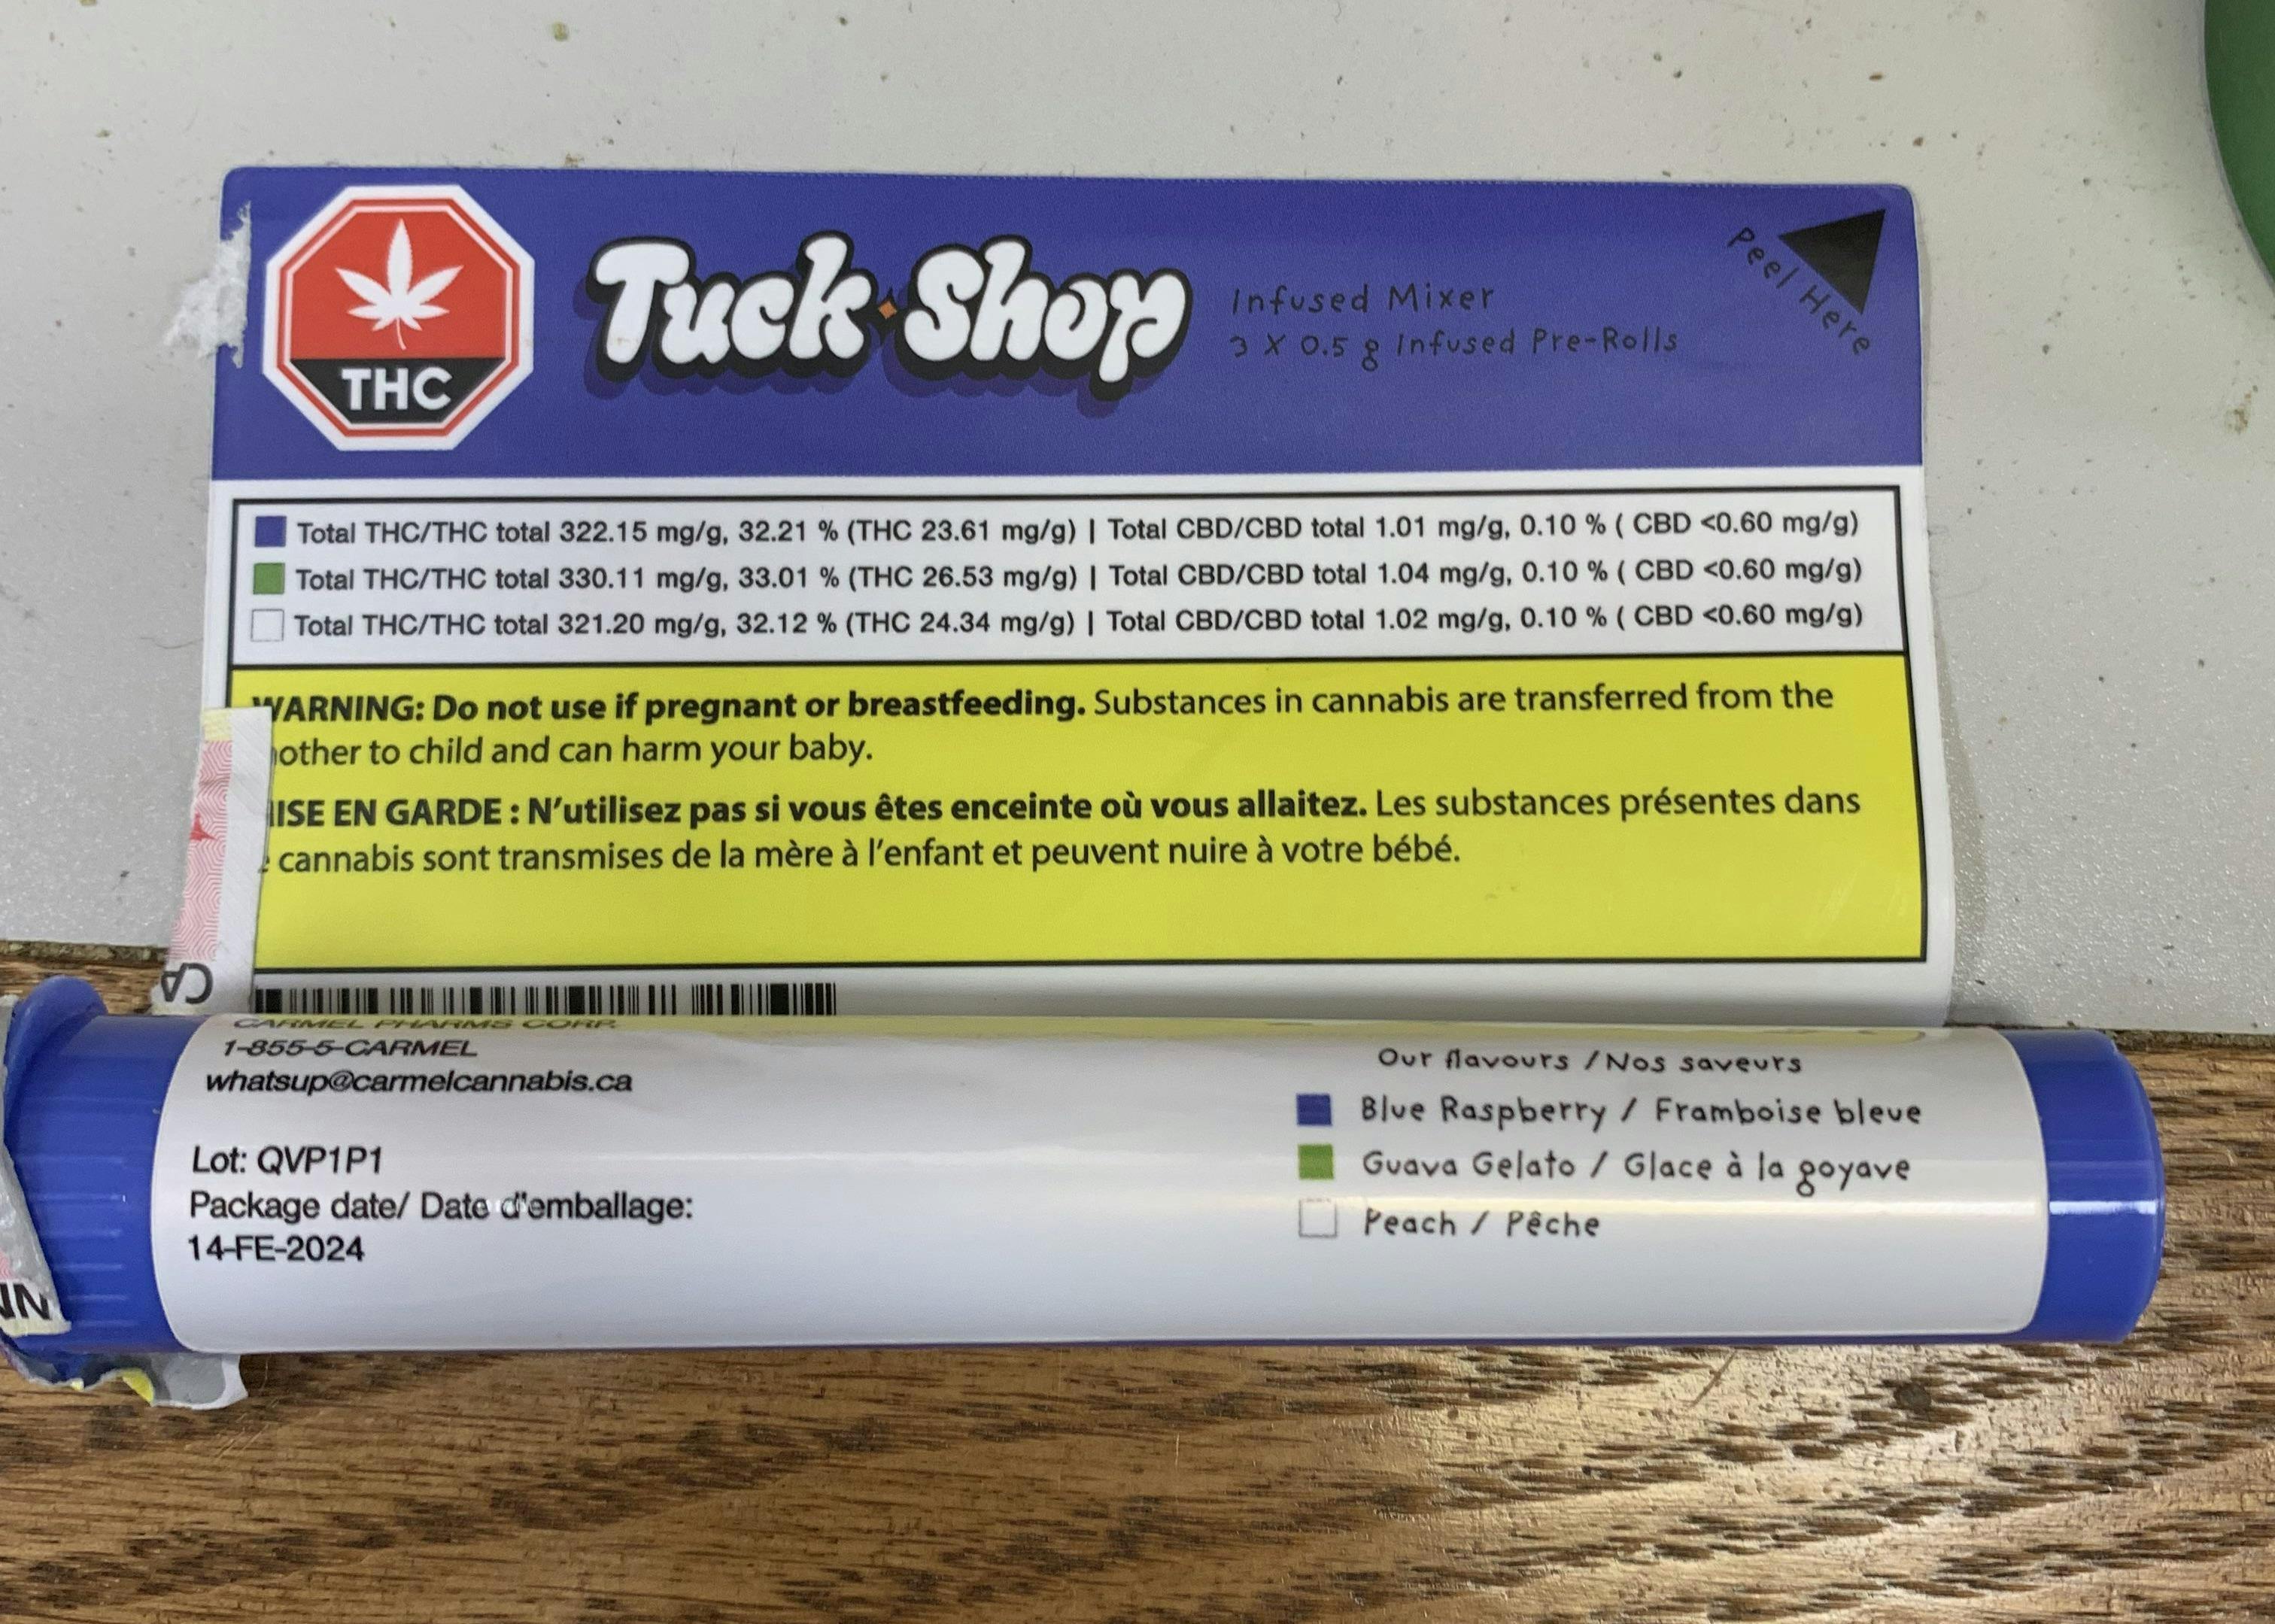 THC
Tuck Shop
Infused Mixer
3 X 0.5 g Infused Pre-Rolls
Peel Here
Total THC/THC total 322.15 mg/g, 32.21 % (THC 23.61 mg/g) | Total CBD/CBD total 1.01 mg/g, 0.10 % ( CBD <0.60 mg/g)
Total THC/THC total 330.11 mg/g, 33.01 % (THC 26.53 mg/g) | Total CBD/CBD total 1.04 mg/g, 0.10 % ( CBD <0.60 mg/g)
Total THC/THC total 321.20 mg/g, 32.12 % (THC 24.34 mg/g) | Total CBD/CBD total 1.02 mg/g, 0.10 % ( CBD <0.60 mg/g)
WARNING: Do not use if pregnant or breastfeeding. Substances in cannabis are transferred from the
other to child and can harm your baby.
ISE EN GARDE : N'utilisez pas si vous êtes enceinte où vous allaitez. Les substances présentes dans
cannabis sont transmises de la mère à l'enfant et peuvent nuire à votre bébé.
CA
CARMEL PHARMS CORP.
1-855-5-CARMEL
whatsup@carmelcannabis.ca
Lot: QVP1P1
Package date/ Date d'emballage:
14-FE-2024
Our flavours / Nos saveurs
Blue Raspberry / Framboise bleue
Guava Gelato / Glace à la goyave
Peach / Pêche